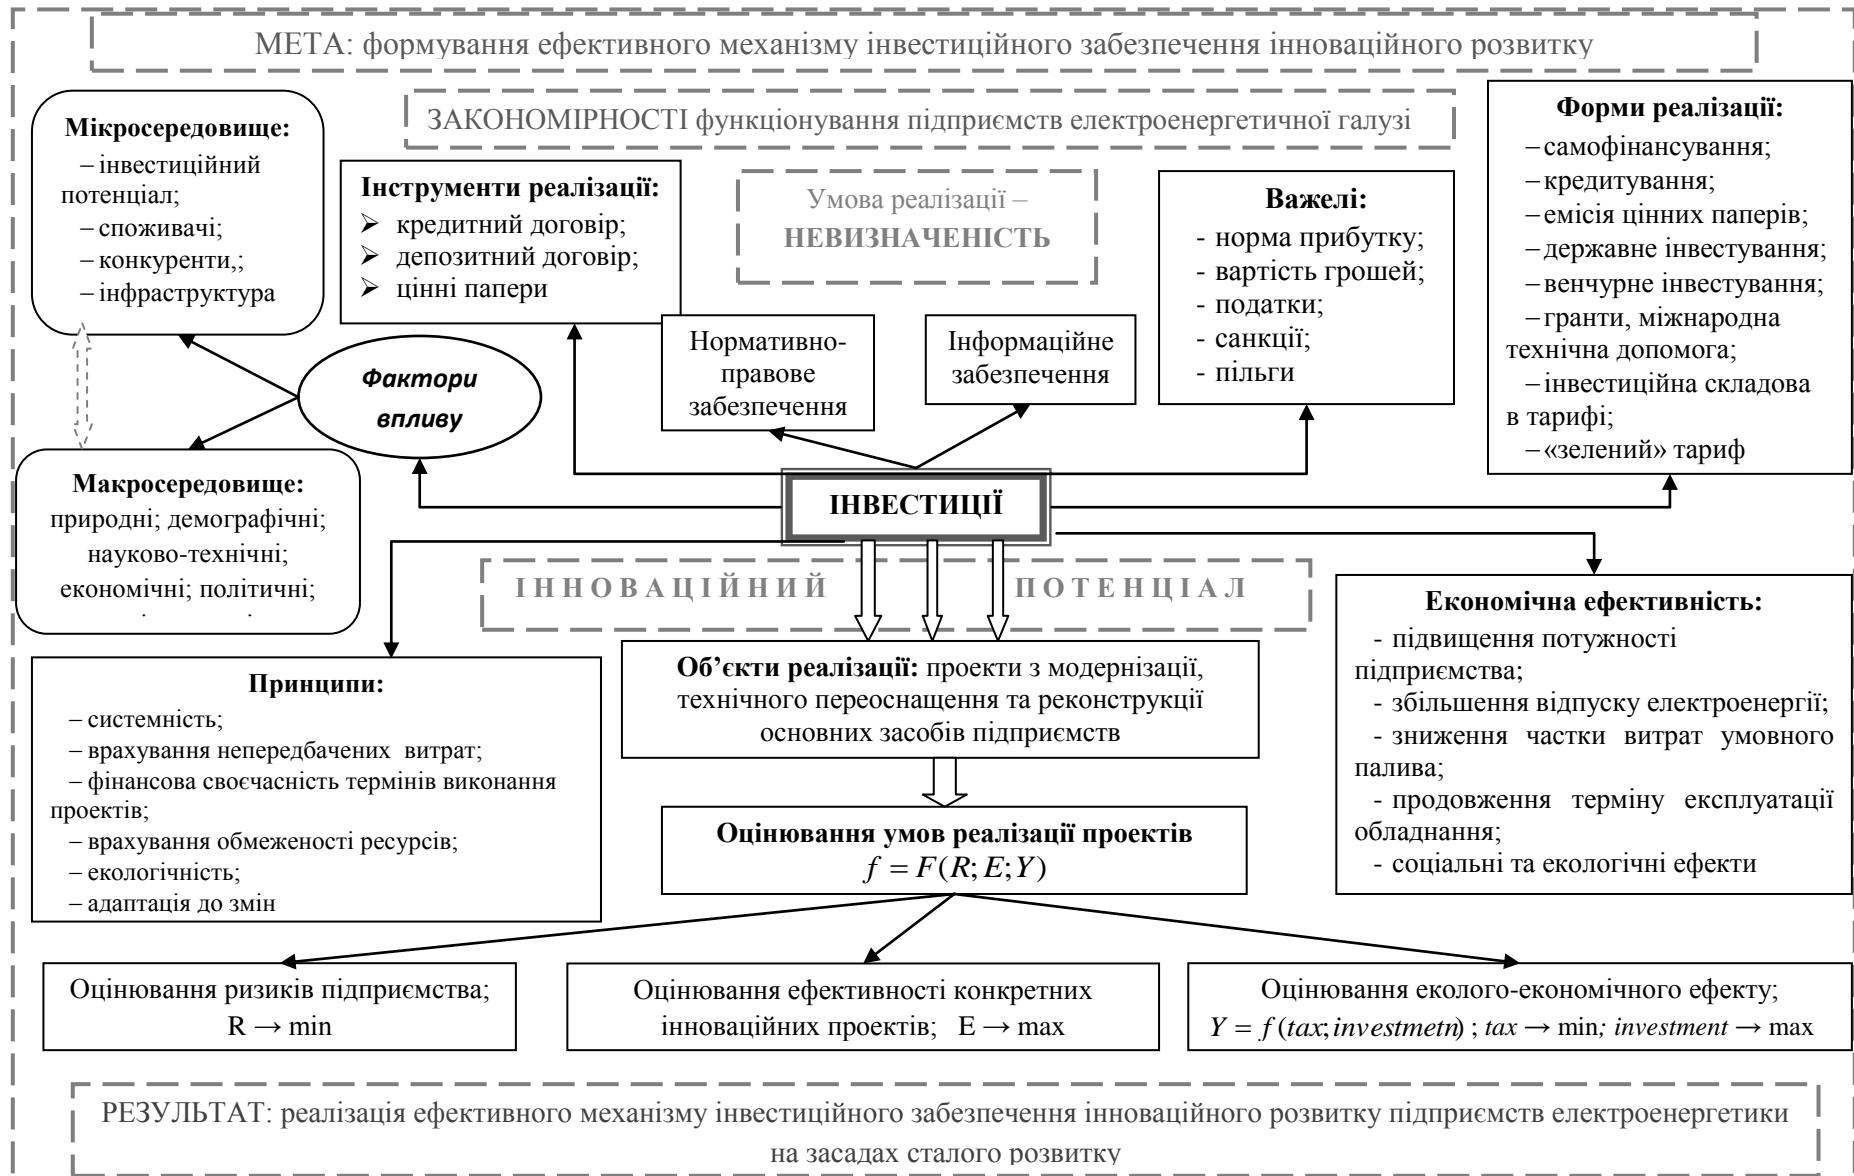 МЕТА: формування ефективного механізму інвестиційного забезпечення інноваційного розвитку
ЗАКОНОМІРНОСТІ функціонування підприємств електроенергетичної галузі
Мікросередовище:
– інвестиційний
потенціал;
– споживачі;
– конкуренти,;
– інфраструктура
Інструменти реалізації:
➢ кредитний договір;
➢ депозитний договір;
➢ цінні папери
Умова реалізації –
НЕВИЗНАЧЕНІСТЬ
Важелі:
- норма прибутку;
- вартість грошей;
- податки;
- санкції;
- пільги
Форми реалізації:
– самофінансування;
– кредитування;
– емісія цінних паперів;
– державне інвестування;
– венчурне інвестування;
– гранти, міжнародна
технічна допомога;
– інвестиційна складова
в тарифі;
– «зелений» тариф
Фактори
впливу
Нормативно-
правове
забезпечення
Інформаційне
забезпечення
Макросередовище:
природні; демографічні;
науково-технічні;
економічні; політичні;
ІНВЕСТИЦІЇ
ІННОВАЦІЙНИЙ ПОТЕНЦІАЛ
Економічна ефективність:
- підвищення потужності
підприємства;
- збільшення відпуску електроенергії;
- зниження частки витрат умовного
палива;
- продовження терміну експлуатації
обладнання;
- соціальні та екологічні ефекти
Принципи:
– системність;
– врахування непередбачених витрат;
– фінансова своєчасність термінів виконання
проектів;
– врахування обмеженості ресурсів;
– екологічність;
– адаптація до змін
Об’єкти реалізації: проекти з модернізації,
технічного переоснащення та реконструкції
основних засобів підприємств
Оцінювання умов реалізації проектів
f = F(R; E; Y)
Оцінювання ризиків підприємства;
R → min
Оцінювання ефективності конкретних
інноваційних проектів; E → max
Оцінювання еколого-економічного ефекту;
Y = f(tax; investmetn) ; tax → min; investment → max
РЕЗУЛЬТАТ: реалізація ефективного механізму інвестиційного забезпечення інноваційного розвитку підприємств електроенергетики
на засадах сталого розвитку